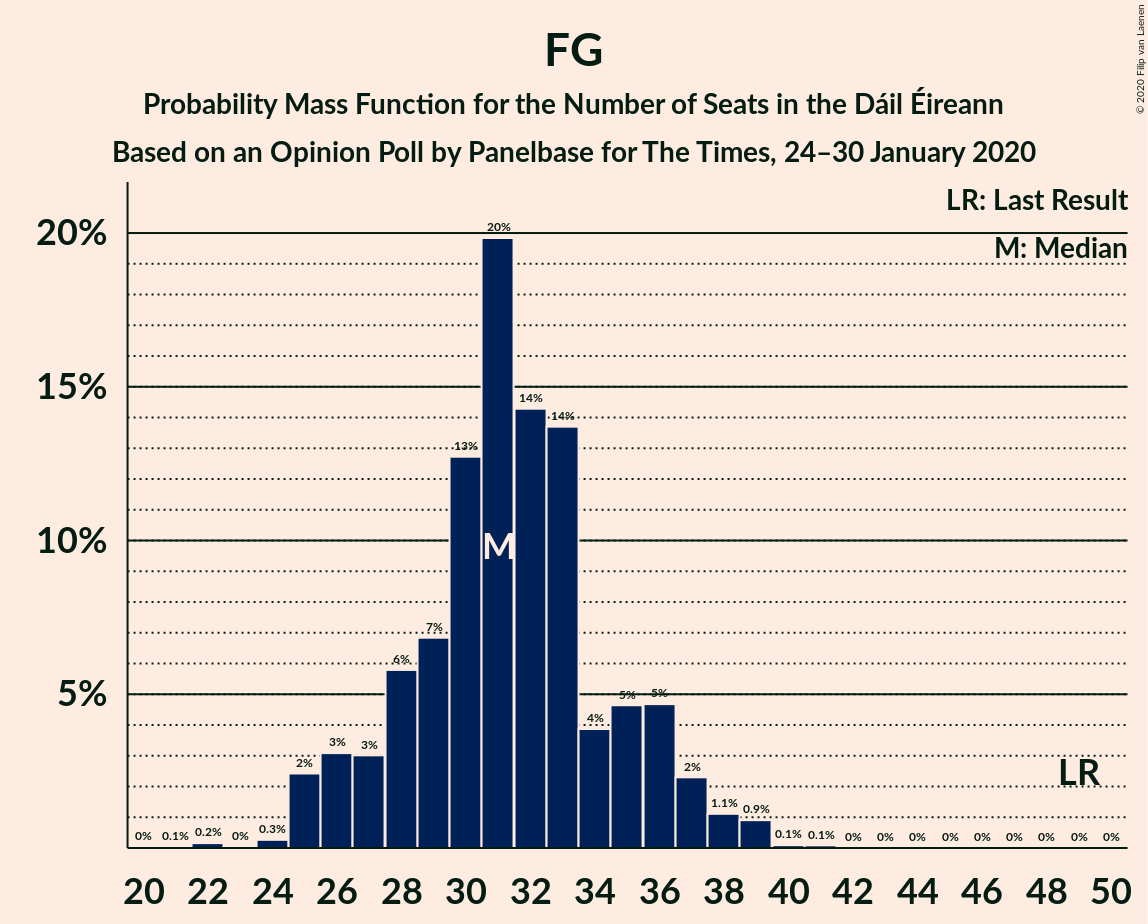 FG
Probability Mass Function for the Number of Seats in the Dáil Éireann
Based on an Opinion Poll by Panelbase for The Times, 24–30 January 2020
© 2020 Filip van Laenen
LR: Last Result
M: Median
20%
15%
10%
5%
0% 0.1% 0.2% 0% 0.3% 2% 3% 3% 6% 7% 13% 20% 14% 14% 4% 5% 5% 2% 1.1% 0.9% 0.1% 0.1% 0% 0% 0% 0% 0% 0% 0% 0% 0%
M
LR
20 22 24 26 28 30 32 34 36 38 40 42 44 46 48 50